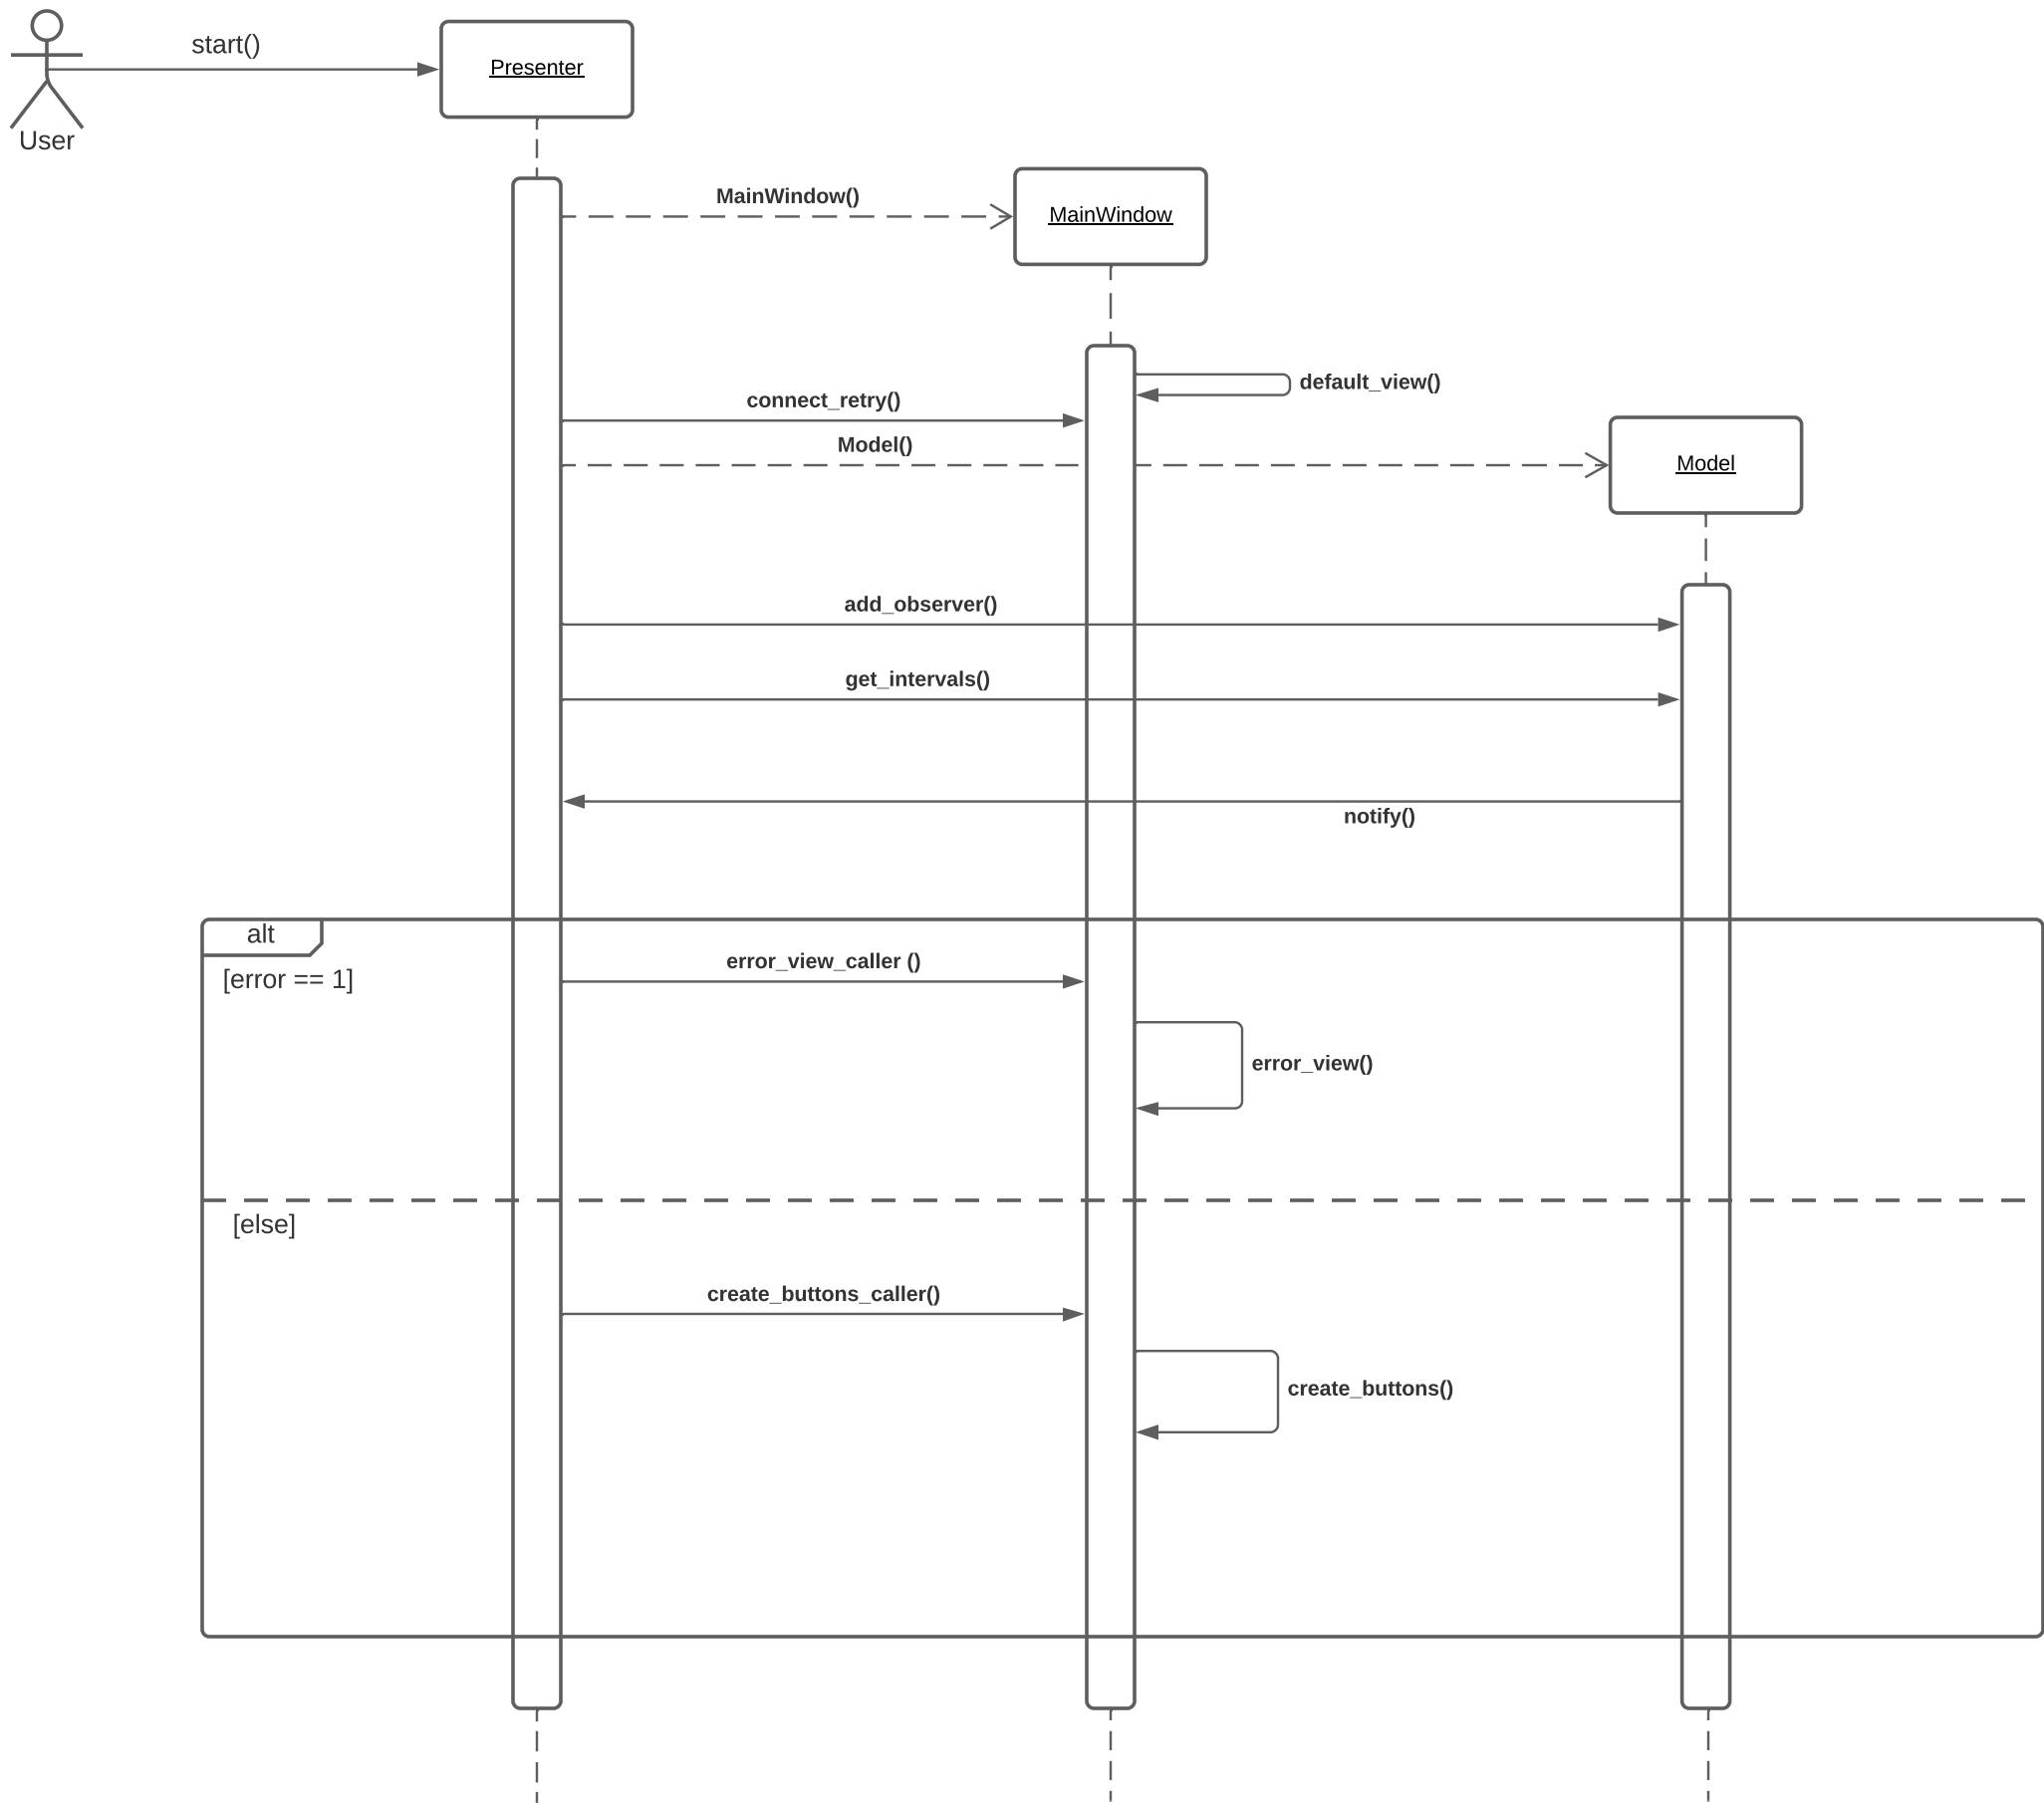 start()
Presenter
User
MainWindow()
MainWindow
default_view()
connect_retry()
Model()
Model
add_observer()
get_intervals()
notify()
alt
error_view_caller ()
[error == 1]
error_view()
[else]
create_buttons_caller()
create_buttons()